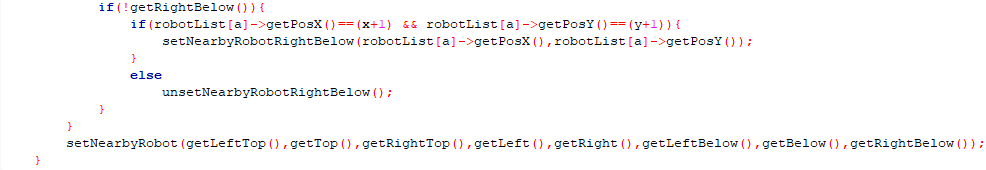 if(!getRightBelow()){
if(robotList[a]->getPosX()==(x+1) && robotList[a]->getPosY()==(y+1)){
setNearbyRobotRightBelow(robotList[a]->getPosX(),robotList[a]->getPosY());
}
else
unsetNearbyRobotRightBelow();
}
}
setNearbyRobot(getLeftTop(),getTop(),getRightTop(),getLeft(),getRight(),getLeftBelow(),getBelow(),getRightBelow());
}